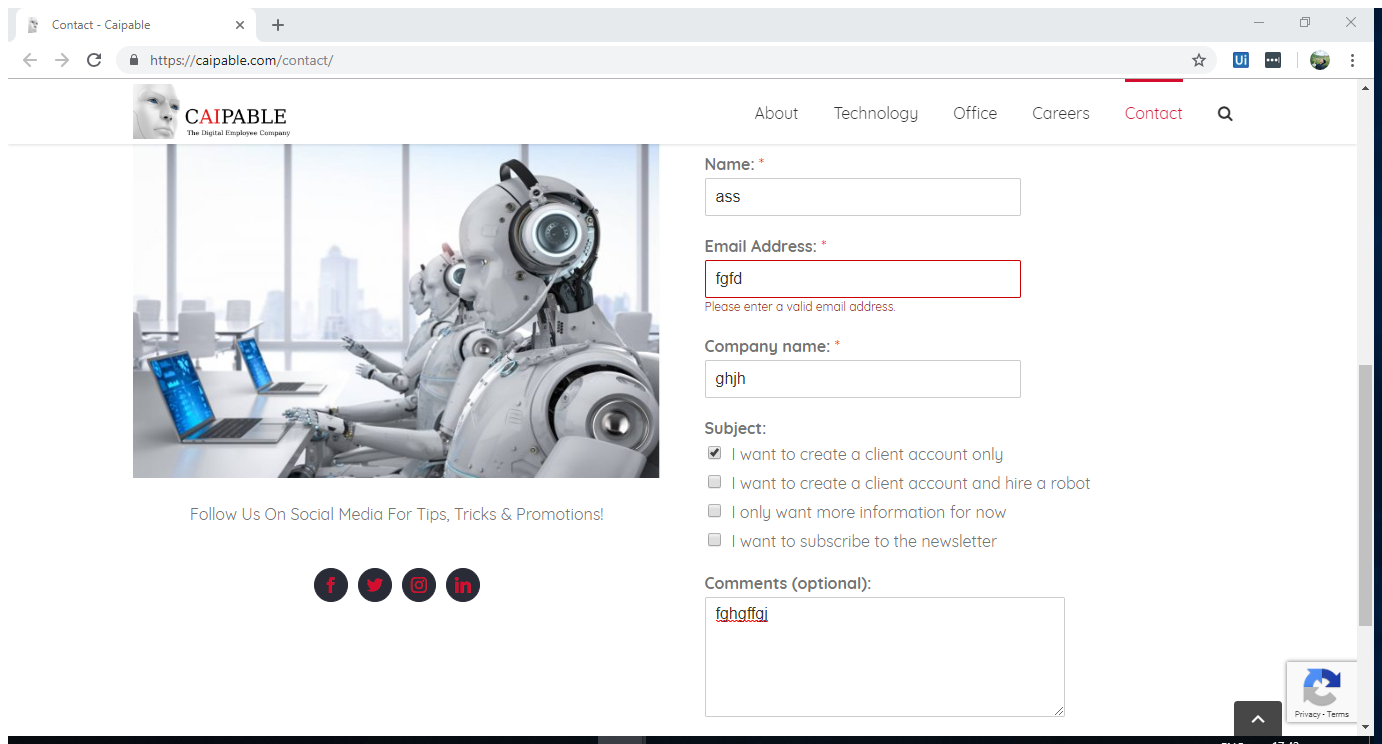 Contact - Caipable
https://caipable.com/contact/
Ui
CAIPABLE
The Digital Employee Company
About
Technology
Office
Careers
Contact
Name: *
ass
Email Address: *
fgfd
Please enter a valid email address.
Company name: *
ghjh
Subject:
I want to create a client account only
I want to create a client account and hire a robot
I only want more information for now
I want to subscribe to the newsletter
Comments (optional):
fghgffgj
Follow Us On Social Media For Tips, Tricks & Promotions!
Privacy - Terms